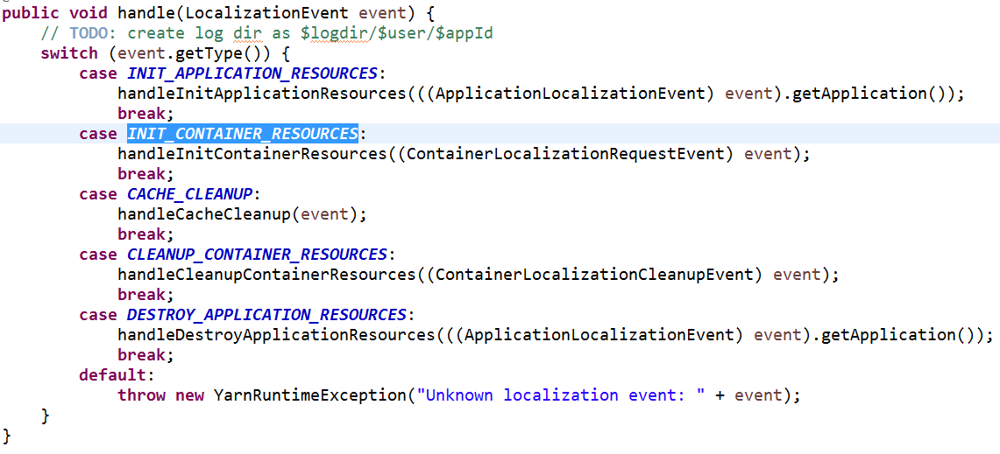 public void handle(LocalizationEvent event) {
    // TODO: create log dir as $logdir/$user/$appId
    switch (event.getType()) {
        case INIT_APPLICATION_RESOURCES:
            handleInitApplicationResources(((ApplicationLocalizationEvent) event).getApplication());
            break;
        case INIT_CONTAINER_RESOURCES:
            handleInitContainerResources((ContainerLocalizationRequestEvent) event);
            break;
        case CACHE_CLEANUP:
            handleCacheCleanup(event);
            break;
        case CLEANUP_CONTAINER_RESOURCES:
            handleCleanupContainerResources((ContainerLocalizationCleanupEvent) event);
            break;
        case DESTROY_APPLICATION_RESOURCES:
            handleDestroyApplicationResources(((ApplicationLocalizationEvent) event).getApplication());
            break;
        default:
            throw new YarnRuntimeException("Unknown localization event: " + event);
    }
}